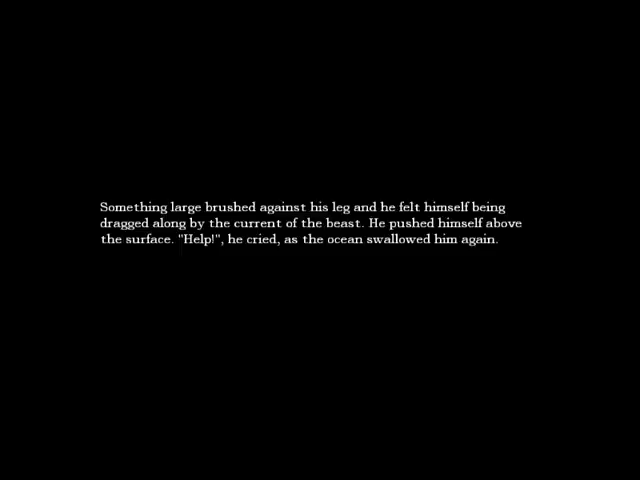 Something large brushed against his leg and he felt himself being
dragged along by the current of the beast. He pushed himself above
the surface. "Help!", he cried, as the ocean swallowed him again.